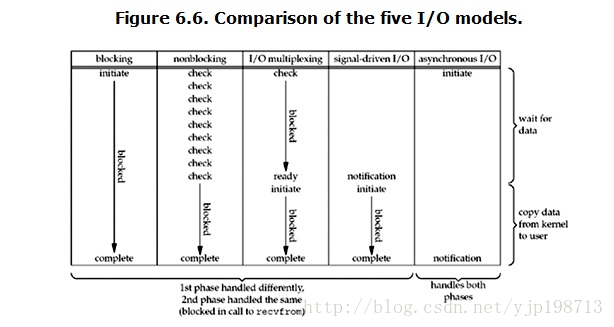 Figure 6.6. Comparison of the five I/O models.
blocking nonblocking I/O multiplexing signal-driven I/O asynchronous I/O
initiate check check initiate
check
check
check
check
check
check
check
check ready notification
initiate initiate
blocked
blocked
blocked
blocked
blocked
complete complete complete complete notification
wait for
data
copy data
from kernel
to user
1st phase handled differently,
2nd phase handled the same
(blocked in call to recvfrom)
handles both
phases
http://blog.csdn.net/yjp198713